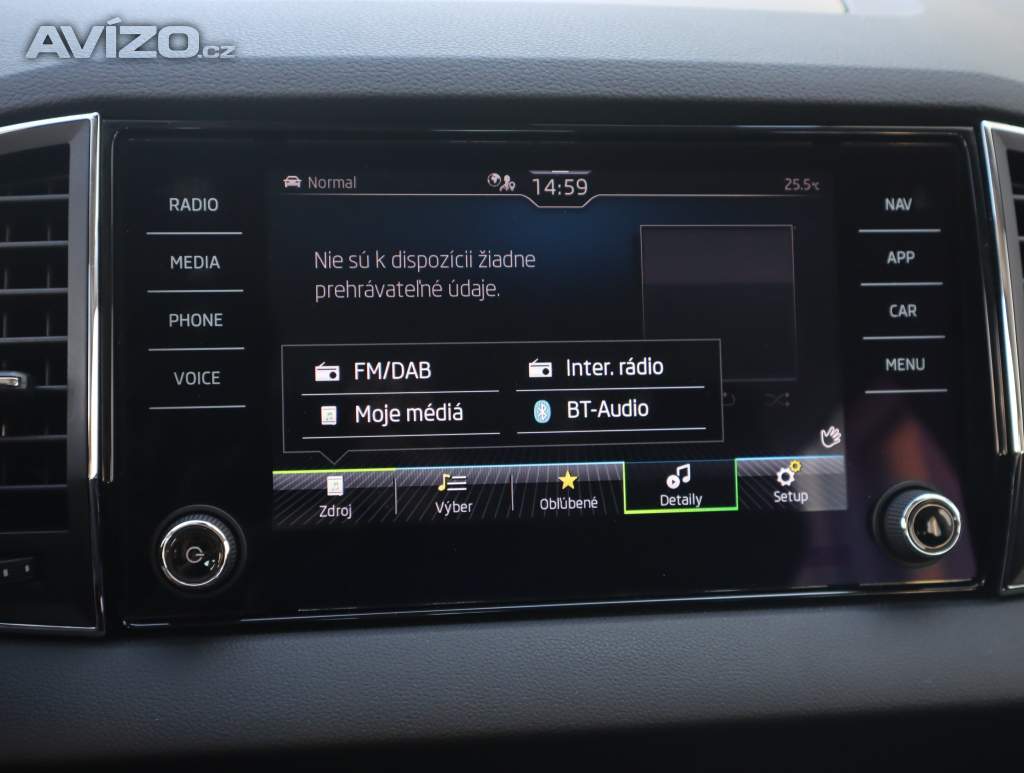 AVÍZO.cz
Normal
14:59
25.5°C
RADIO
MEDIA
PHONE
VOICE
NAV
APP
CAR
MENU
Nie sú k dispozícii žiadne
prehrávateľné údaje.
FM/DAB
Inter. rádio
Moje médiá
BT-Audio
Zdroj
Výber
Obľúbené
Detaily
Setup